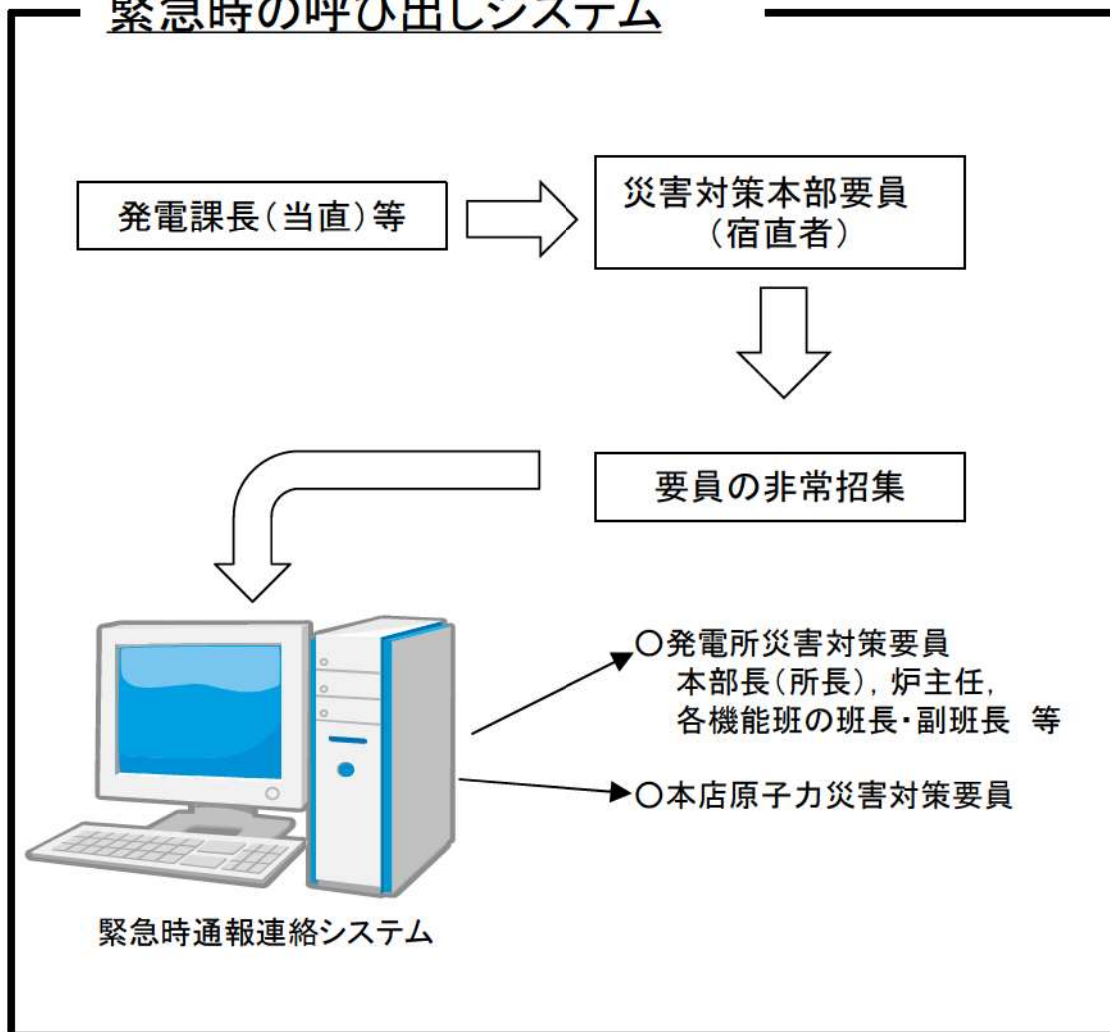 緊急時の呼び出しシステム
発電課長(当直)等
災害対策本部要員
(宿直者)
要員の非常招集
〇発電所災害対策要員
本部長(所長),炉主任,
各機能班の班長・副班長 等
〇本店原子力災害対策要員
緊急時通報連絡システム